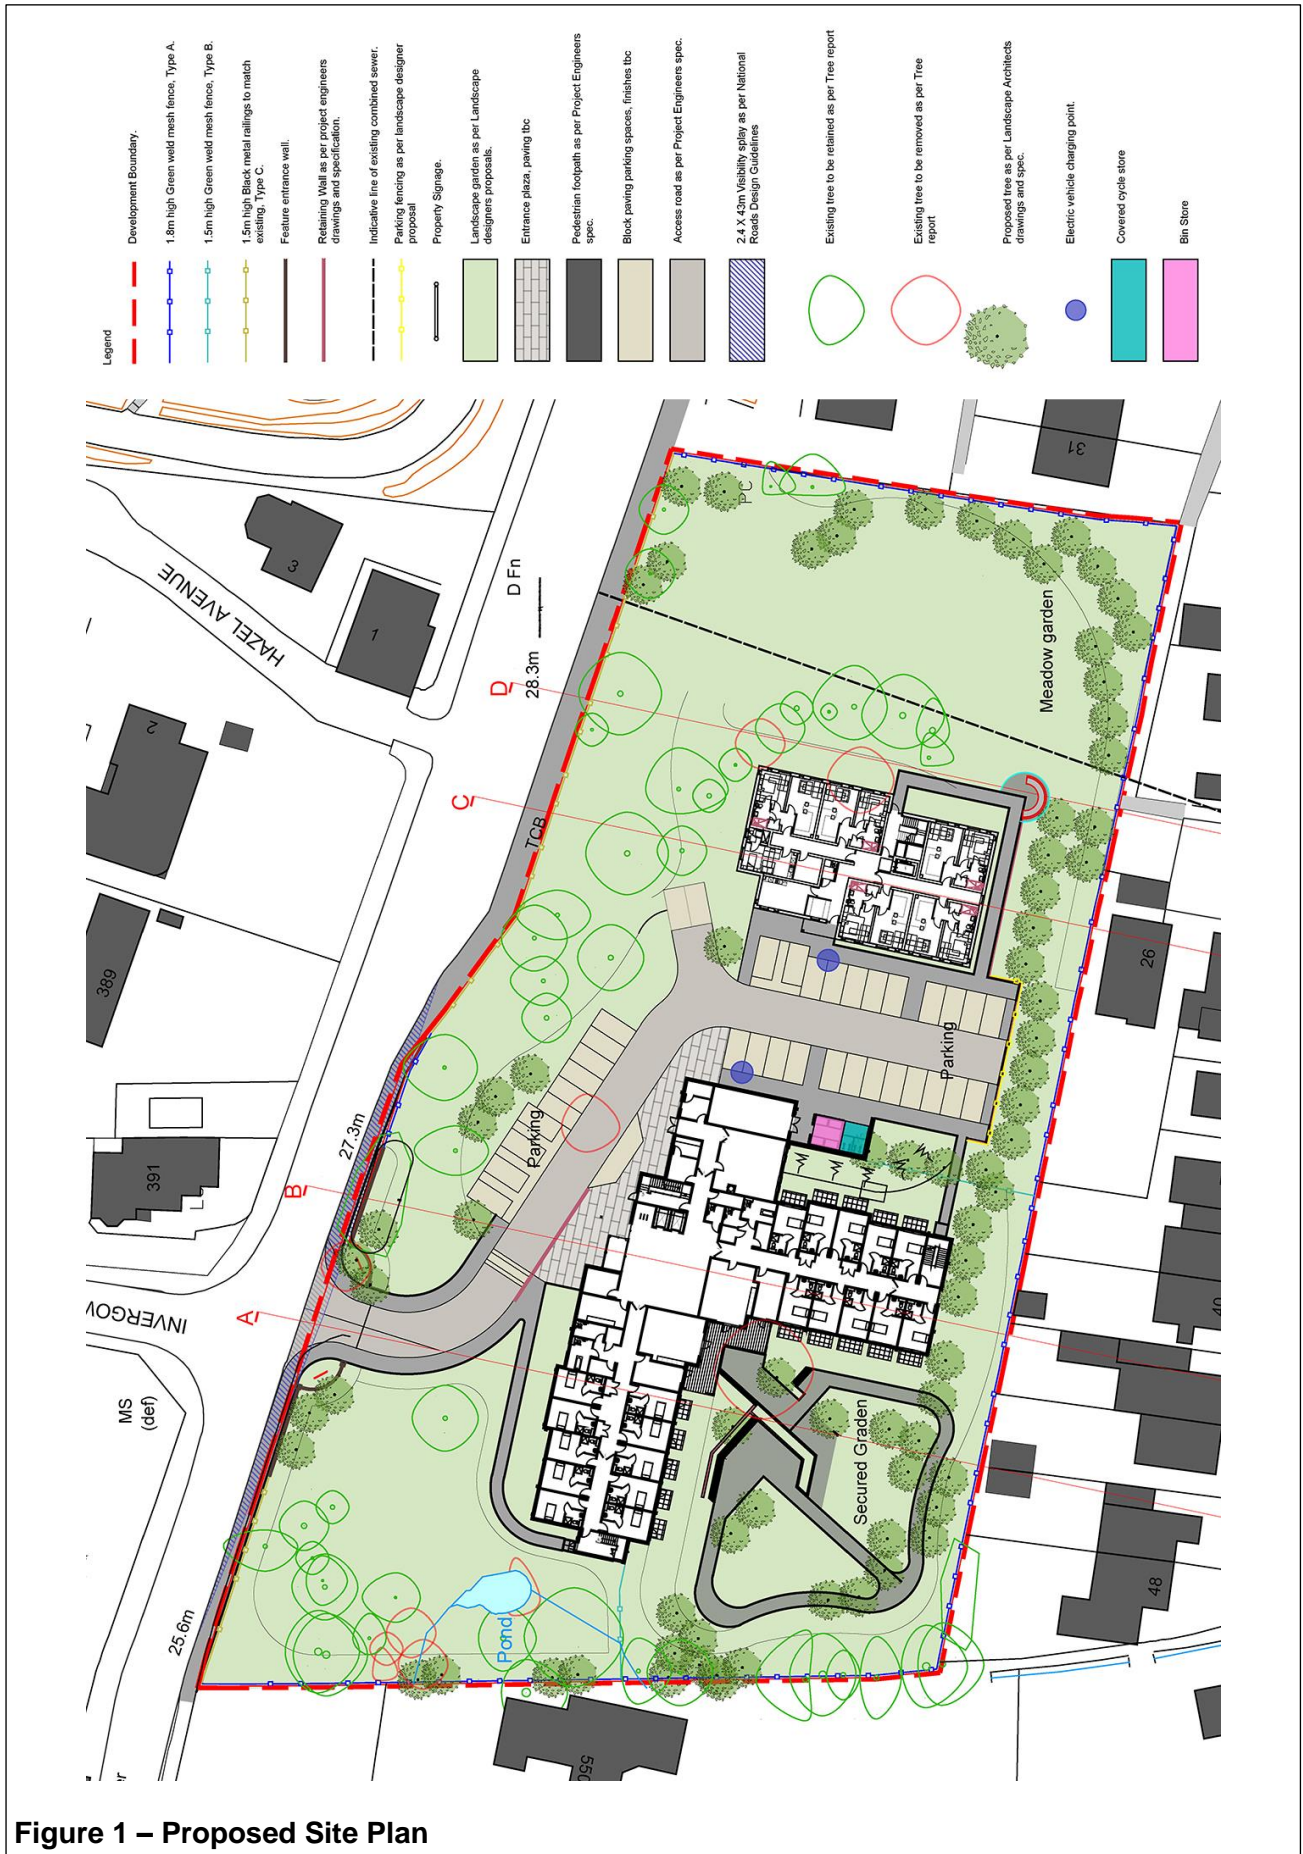 Legend
Development Boundary.
1.8m high Green weld mesh fence, Type A.
1.5m high Green weld mesh fence, Type B.
1.5m high Black metal railings to match
existing, Type C.
Feature entrance wall.
Retaining Wall as per project engineers
drawings and specification.
Indicative line of existing combined sewer.
Parking fencing as per landscape designer
proposal
Property Signage.
Landscape garden as per Landscape
designers proposals.
Entrance plaza, paving tbc
Pedestrian footpath as per Project Engineers
spec.
Block paving parking spaces, finishes tbc
Access road as per Project Engineers spec.
2.4 X 43m Visibility splay as per National
Roads Design Guidelines
Existing tree to be retained as per Tree report
Existing tree to be removed as per Tree
report
Proposed tree as per Landscape Architects
drawings and spec.
Electric vehicle charging point.
Covered cycle store
Bin Store
31
PC
3
HAZEL AVENUE
1
D Fn
28.3m
D
Meadow garden
2
C
TCB
389
26
Parking
Parking
27.3m
391
B
A
INVERGOW
MS
(def)
40
Secured Graden
48
25.6m
Pond
550
er
Figure 1 – Proposed Site Plan